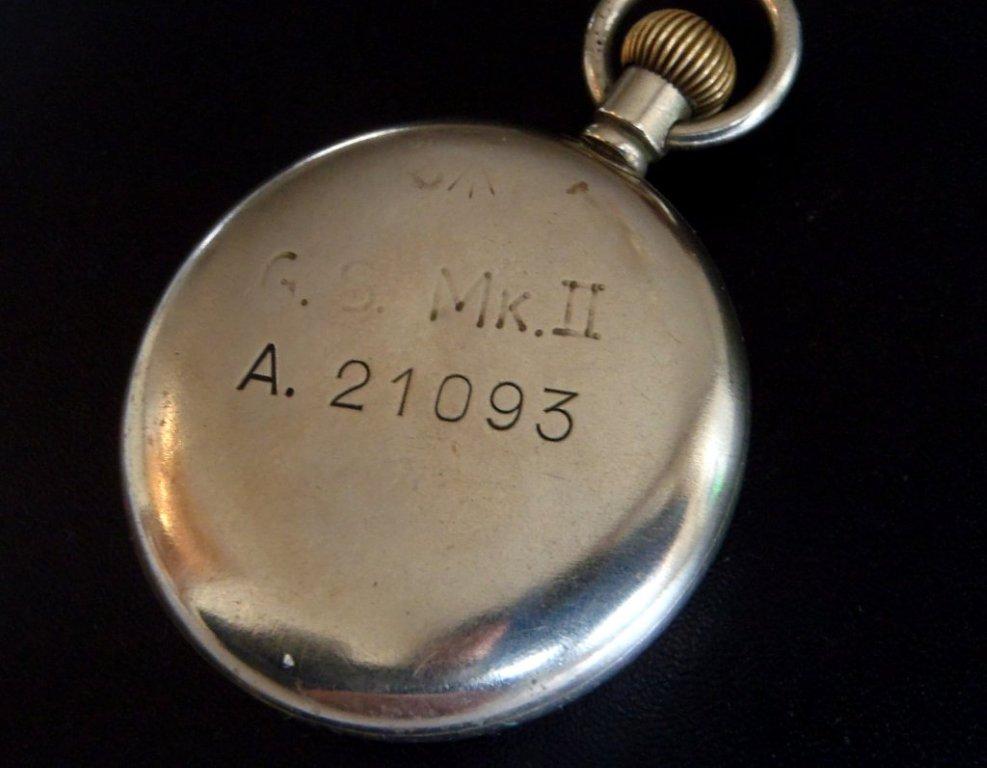 G. S. Mk. II
A. 21093